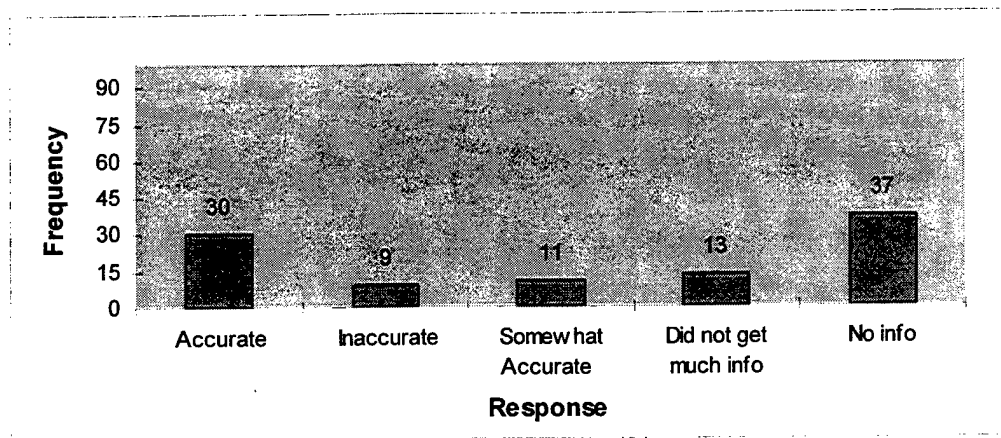 Frequency
90
75
60
45
30
15
0
30
9
11
13
37
Accurate
Inaccurate
Somewhat
Accurate
Did not get
much info
No info
Response